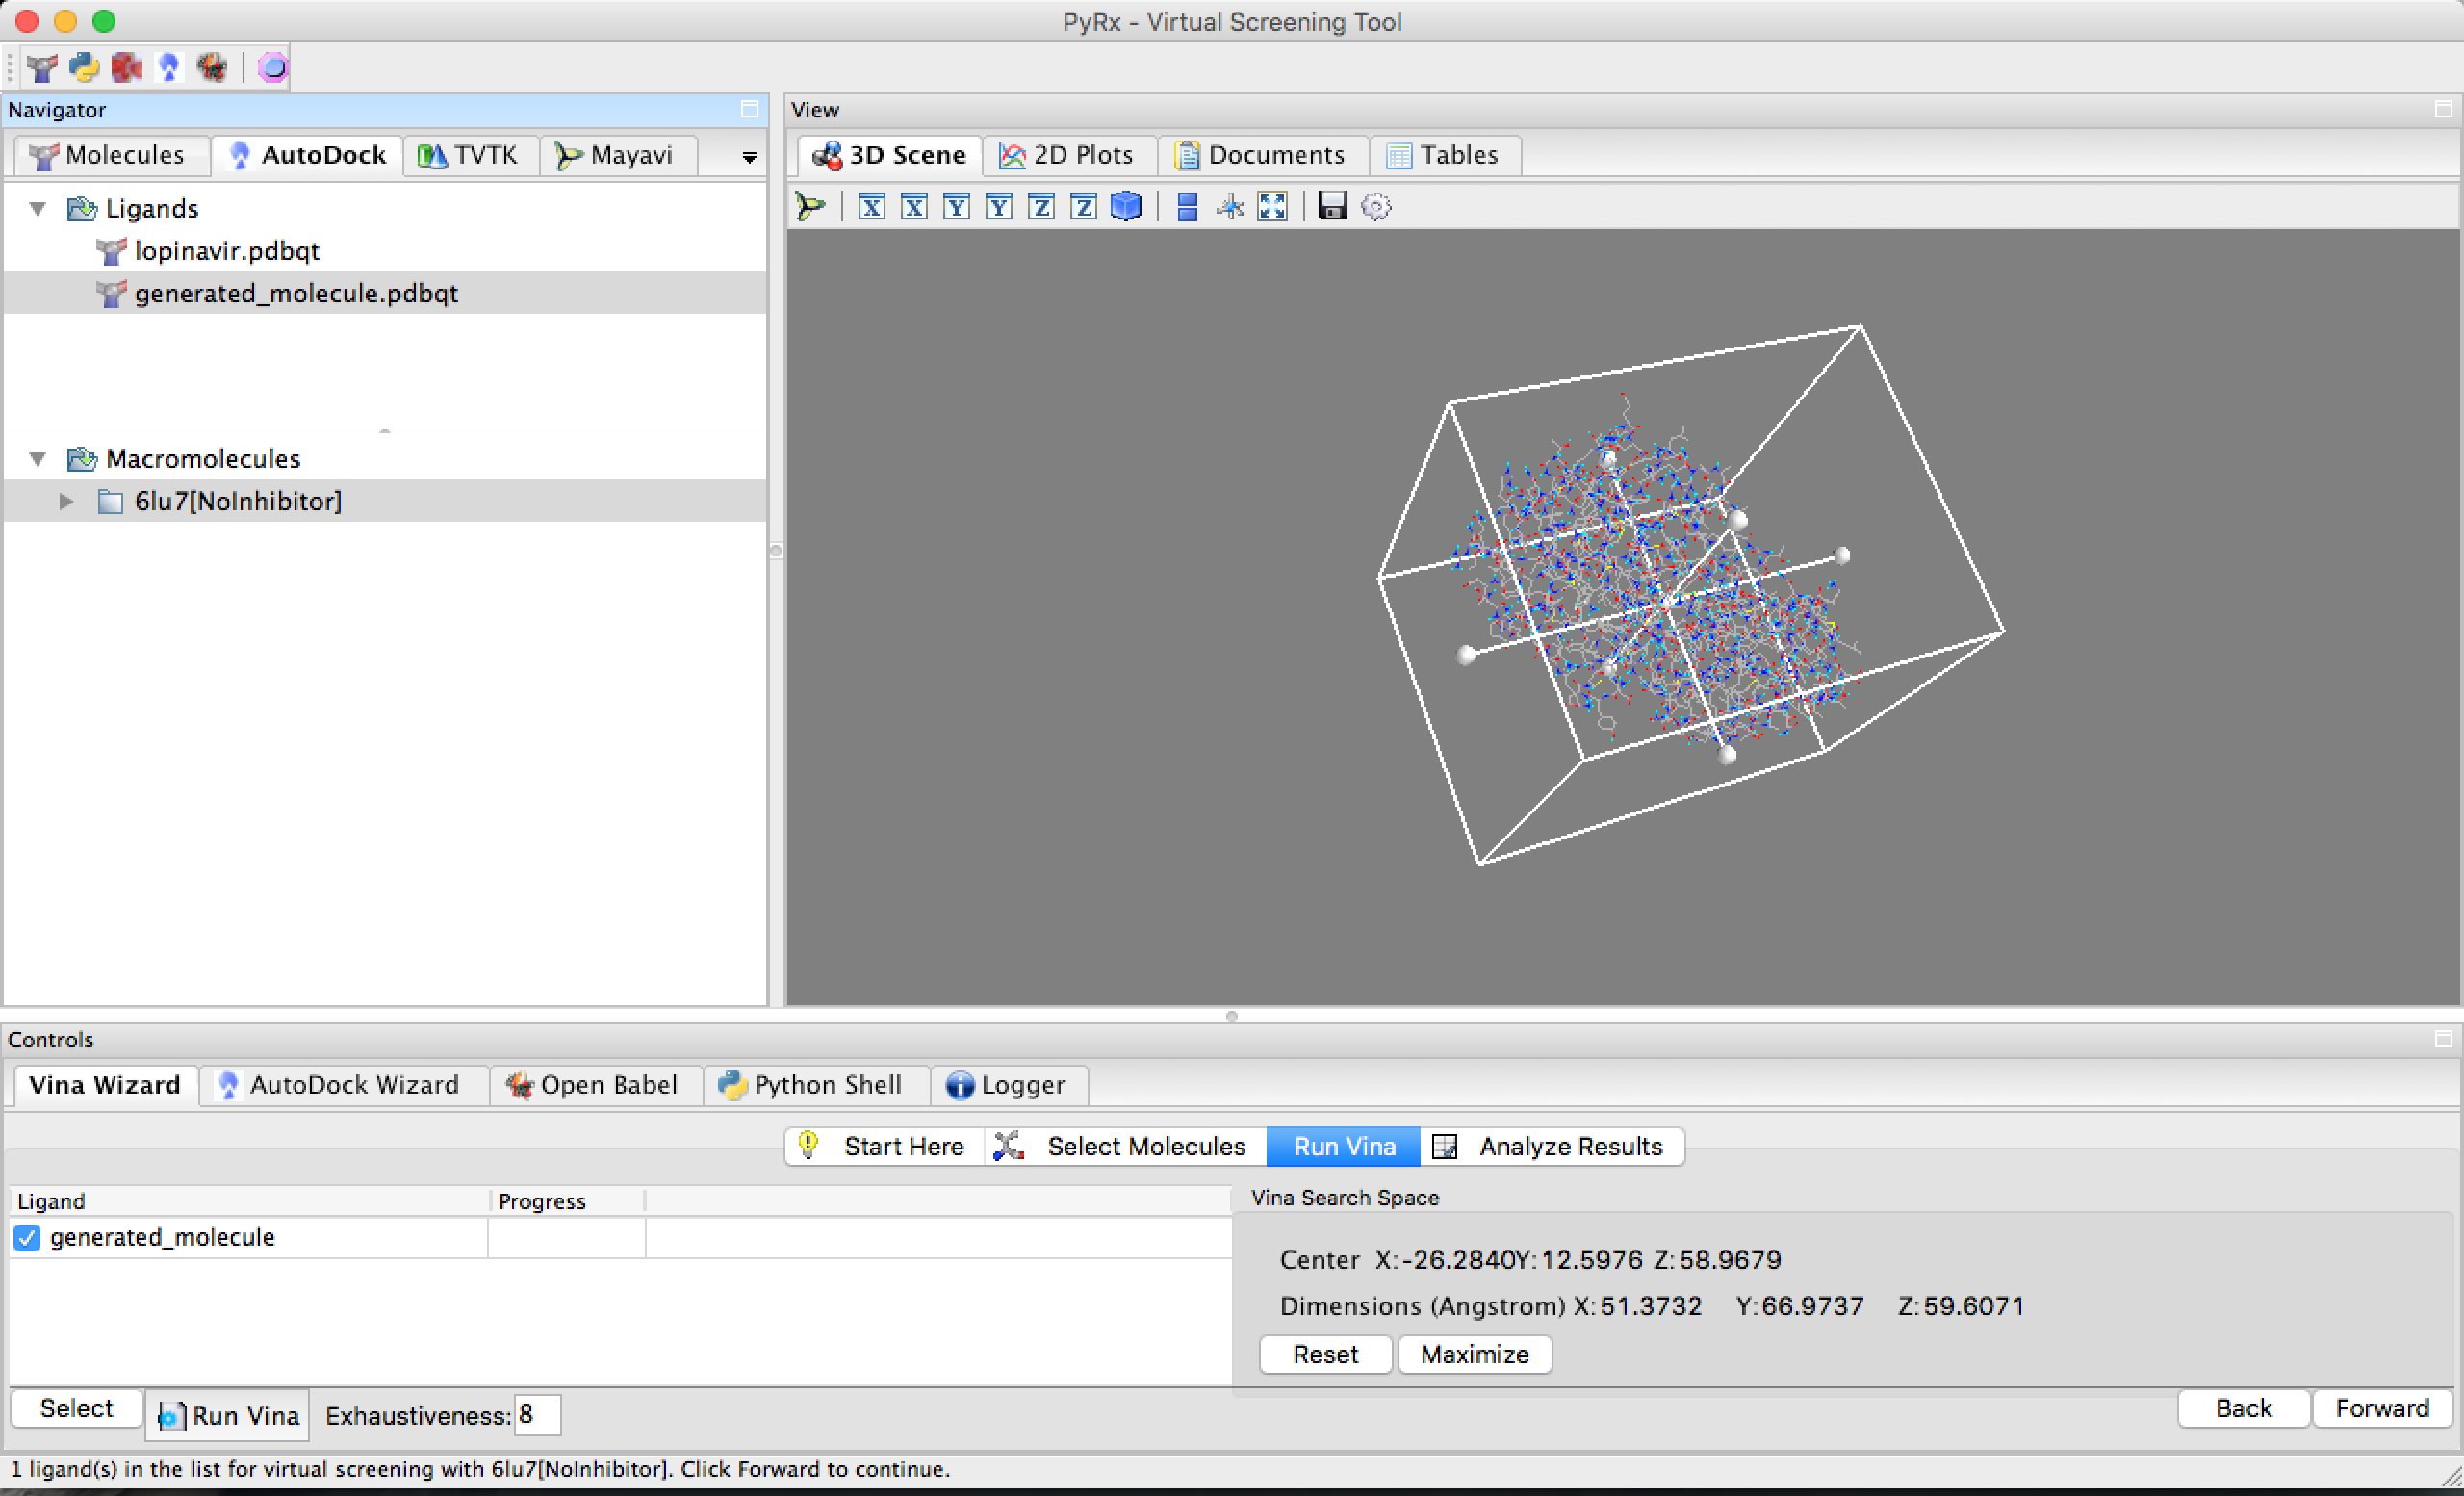 PyRx - Virtual Screening Tool
Navigator
View
Molecules AutoDock TVTK Mayavi
3D Scene 2D Plots Documents Tables
X X Y Y Z Z
Ligands
lopinavir.pdbqt
generated_molecule.pdbqt
Macromolecules
6lu7[NoInhibitor]
Controls
Vina Wizard AutoDock Wizard Open Babel Python Shell Logger
Start Here Select Molecules Run Vina Analyze Results
Ligand Progress
generated_molecule
Vina Search Space
Center X:-26.2840Y:12.5976 Z:58.9679
Dimensions (Angstrom) X:51.3732 Y:66.9737 Z:59.6071
Reset Maximize
Select Run Vina Exhaustiveness: 8
Back Forward
1 ligand(s) in the list for virtual screening with 6lu7[NoInhibitor]. Click Forward to continue.